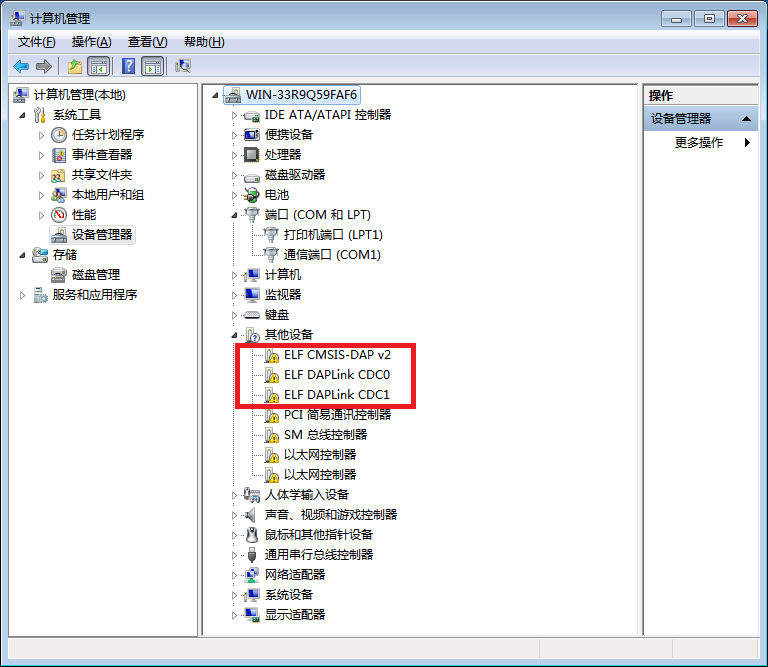 计算机管理
文件(F) 操作(A) 查看(V) 帮助(H)
计算机管理(本地)
系统工具
任务计划程序
事件查看器
共享文件夹
本地用户和组
性能
设备管理器
存储
磁盘管理
服务和应用程序
WIN-33R9Q59FAF6
IDE ATA/ATAPI 控制器
便携设备
处理器
磁盘驱动器
电池
端口 (COM 和 LPT)
打印机端口 (LPT1)
通信端口 (COM1)
计算机
监视器
键盘
其他设备
ELF CMSIS-DAP v2
ELF DAPLink CDC0
ELF DAPLink CDC1
PCI 简易通讯控制器
SM 总线控制器
以太网控制器
以太网控制器
人体学输入设备
声音、视频和游戏控制器
鼠标和其他指针设备
通用串行总线控制器
网络适配器
系统设备
显示适配器
操作
设备管理器
更多操作